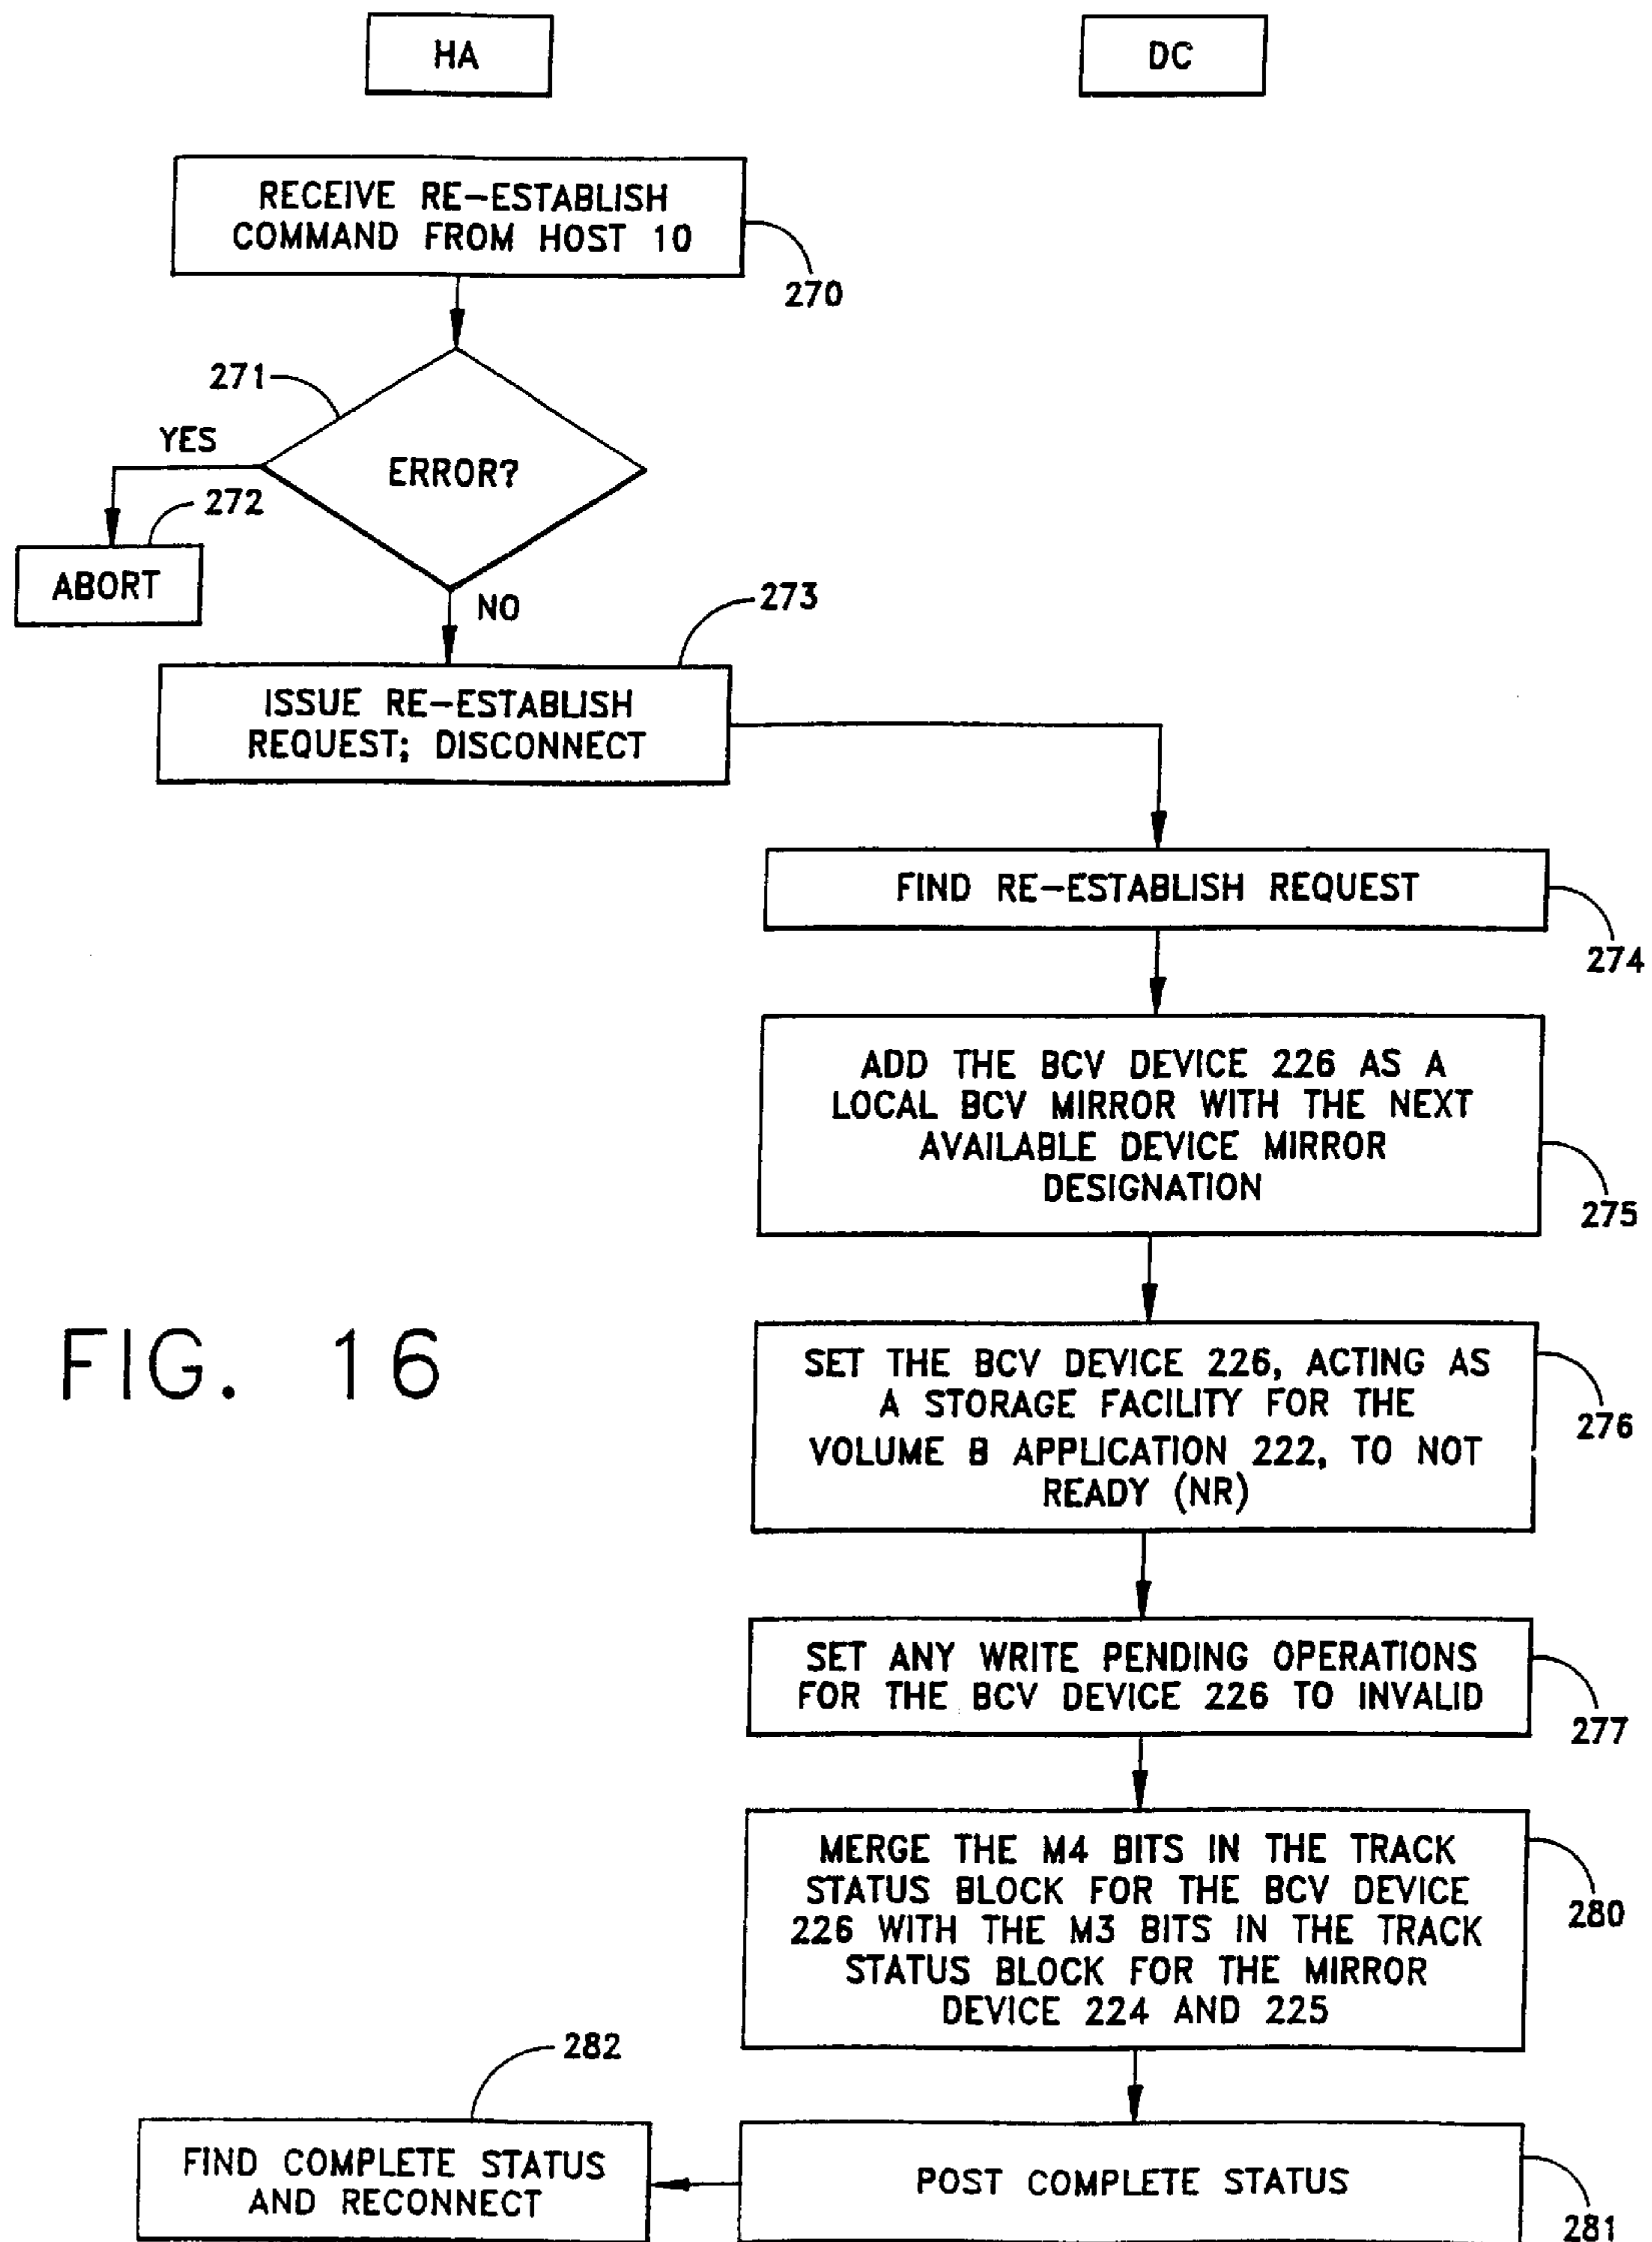 HA
DC
RECEIVE RE-ESTABLISH
COMMAND FROM HOST 10
270
271
YES
ERROR?
272
ABORT
NO
273
ISSUE RE-ESTABLISH
REQUEST; DISCONNECT
FIND RE-ESTABLISH REQUEST
274
ADD THE BCV DEVICE 226 AS A
LOCAL BCV MIRROR WITH THE NEXT
AVAILABLE DEVICE MIRROR
DESIGNATION
275
FIG. 16
SET THE BCV DEVICE 226, ACTING AS
A STORAGE FACILITY FOR THE
VOLUME B APPLICATION 222, TO NOT
READY (NR)
276
SET ANY WRITE PENDING OPERATIONS
FOR THE BCV DEVICE 226 TO INVALID
277
MERGE THE M4 BITS IN THE TRACK
STATUS BLOCK FOR THE BCV DEVICE
226 WITH THE M3 BITS IN THE TRACK
STATUS BLOCK FOR THE MIRROR
DEVICE 224 AND 225
280
282
FIND COMPLETE STATUS
AND RECONNECT
POST COMPLETE STATUS
281